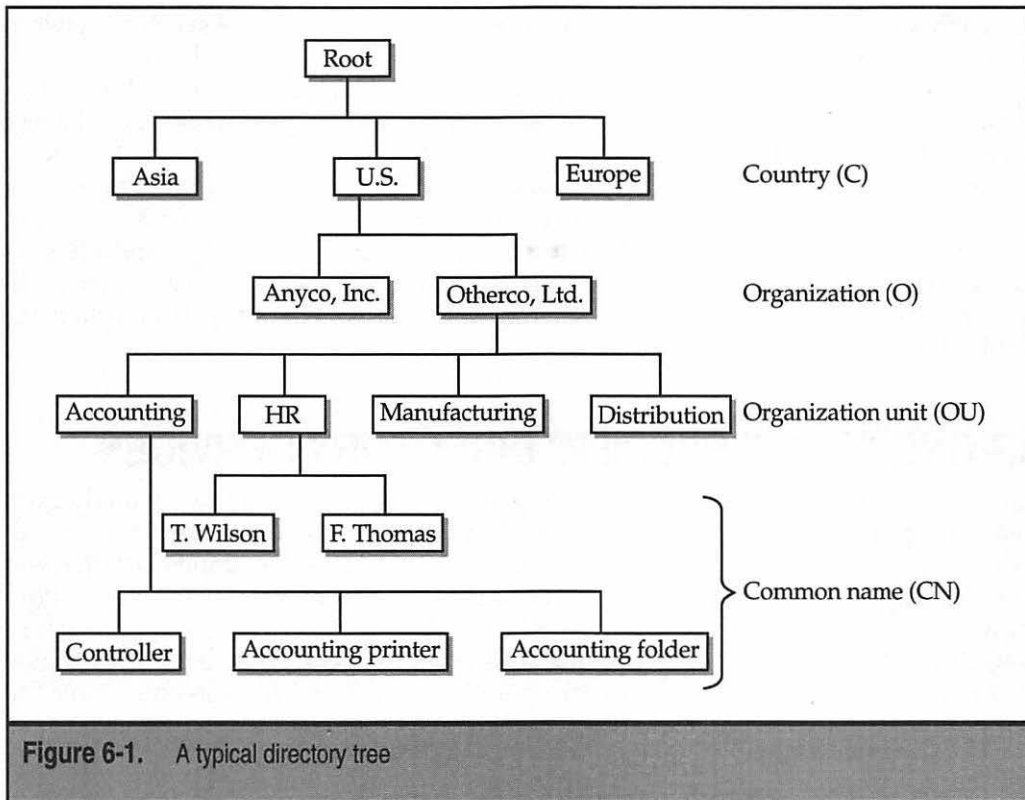 Root
Asia U.S. Europe Country (C)
Anyco, Inc. Otherco, Ltd. Organization (O)
Accounting HR Manufacturing Distribution Organization unit (OU)
T. Wilson F. Thomas
Common name (CN)
Controller Accounting printer Accounting folder
Figure 6-1. A typical directory tree